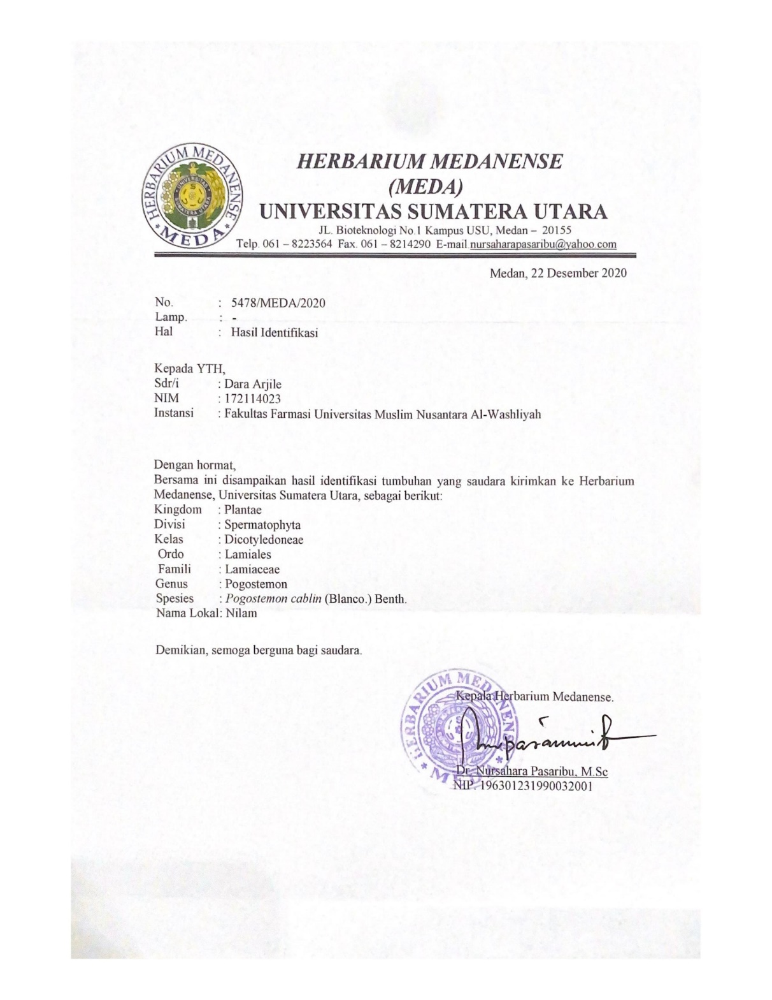 HERBARIUM MEDANENSE
MEDA
UNIVERSITAS SUMATERA UTARA
HERBARIUM MEDANENSE
(MEDA)
UNIVERSITAS SUMATERA UTARA
JL. Bioteknologi No.1 Kampus USU, Medan – 20155
Telp. 061 – 8223564 Fax. 061 – 8214290 E-mail nursaharapasaribu@yahoo.com
Medan, 22 Desember 2020
No. : 5478/MEDA/2020
Lamp. : -
Hal : Hasil Identifikasi
Kepada YTH,
Sdr/i : Dara Arjile
NIM : 172114023
Instansi : Fakultas Farmasi Universitas Muslim Nusantara Al-Washliyah
Dengan hormat,
Bersama ini disampaikan hasil identifikasi tumbuhan yang saudara kirimkan ke Herbarium
Medanense, Universitas Sumatera Utara, sebagai berikut:
Kingdom : Plantae
Divisi : Spermatophyta
Kelas : Dicotyledoneae
Ordo : Lamiales
Famili : Lamiaceae
Genus : Pogostemon
Spesies : Pogostemon cablin (Blanco.) Benth.
Nama Lokal: Nilam
Demikian, semoga berguna bagi saudara.
HERBARIUM MEDANENSE
MEDA
Kepala Herbarium Medanense.
Dr. Nursahara Pasaribu, M.Sc
NIP. 196301231990032001